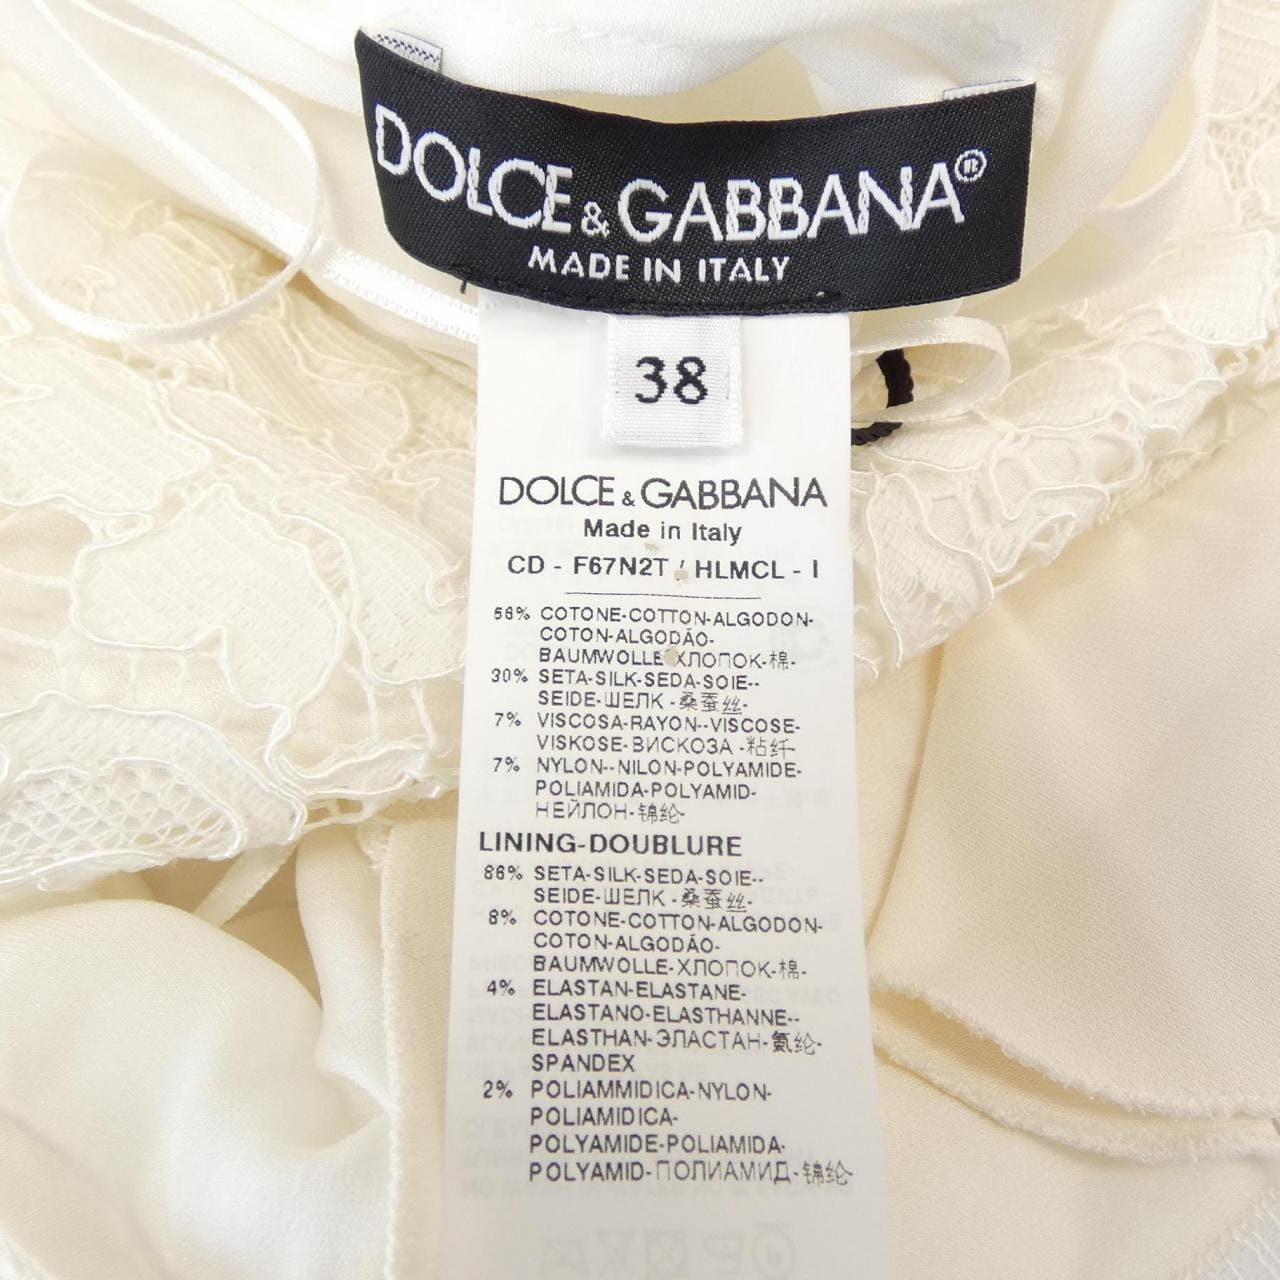 DOLCE & GABBANA®
MADE IN ITALY
38
DOLCE & GABBANA
Made in Italy
CD - F67N2T / HLMCL - I
56% COTONE-COTTON-ALGODON-
COTON-ALGODÃO-
BAUMWOLLE-ХЛОПОК-棉-
30% SETA-SILK-SEDA-SOIE--
SEIDE-ШЕЛК -桑蚕丝-
7% VISCOSA-RAYON--VISCOSE-
VISKOSE-ВИСКОЗА -粘纤-
7% NYLON--NILON-POLYAMIDE-
POLIAMIDA-POLYAMID-
НЕЙЛОН-锦纶-
LINING-DOUBLURE
86% SETA-SILK-SEDA-SOIE--
SEIDE-ШЕЛК -桑蚕丝-
8% COTONE-COTTON-ALGODON-
COTON-ALGODÃO-
BAUMWOLLE-ХЛОПОК-棉-
4% ELASTAN-ELASTANE-
ELASTANO-ELASTHANNE--
ELASTHAN-ЭЛАСТАН-氨纶-
SPANDEX
2% POLIAMMIDICA-NYLON-
POLIAMIDICA-
POLYAMIDE-POLIAMIDA-
POLYAMID-ПОЛИАМИД-锦纶